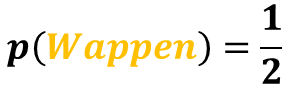 p(Wappen) = 1/2